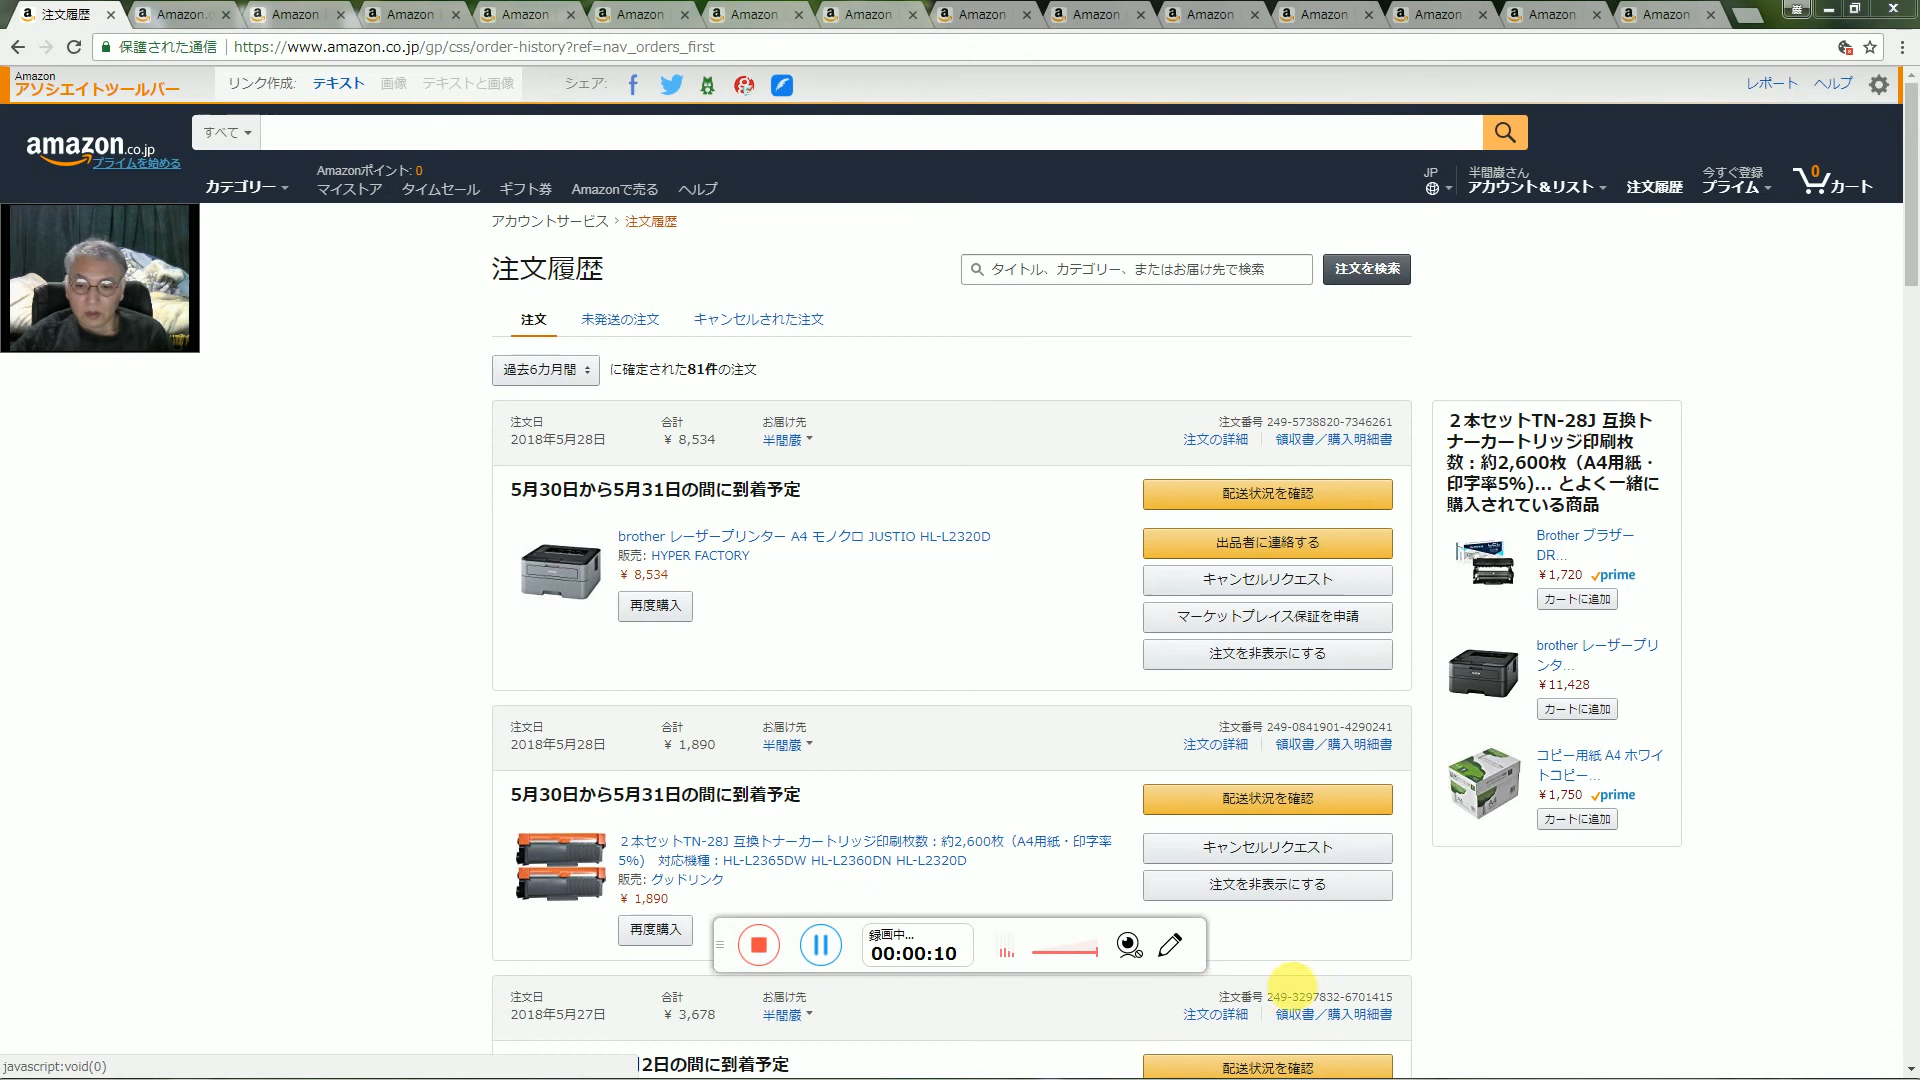 注文履歴
Amazon.c
Amazon
Amazon
Amazon
Amazon
Amazon
Amazon
Amazon
Amazon
Amazon
Amazon
Amazon
Amazon
Amazon
保護された通信
https://www.amazon.co.jp/gp/css/order-history?ref=nav_orders_first
Amazon
アソシエイトツールバー
リンク作成: テキスト 画像 テキストと画像
シェア:
レポート ヘルプ
amazon.co.jp
プライムを始める
すべて
カテゴリー
Amazonポイント: 0
マイストア タイムセール ギフト券 Amazonで売る ヘルプ
JP
半間巌さん
アカウント&リスト
注文履歴
今すぐ登録
プライム
0
カート
アカウントサービス › 注文履歴
注文履歴
タイトル、カテゴリー、またはお届け先で検索
注文を検索
注文 未発送の注文 キャンセルされた注文
過去6カ月間 に確定された81件の注文
注文日 合計 お届け先 注文番号 249-5738820-7346261
2018年5月28日 ¥ 8,534 半間巌 注文の詳細 領収書／購入明細書
5月30日から5月31日の間に到着予定
配送状況を確認
brother レーザープリンター A4 モノクロ JUSTIO HL-L2320D
販売: HYPER FACTORY
¥ 8,534
再度購入
出品者に連絡する
キャンセルリクエスト
マーケットプレイス保証を申請
注文を非表示にする
注文日 合計 お届け先 注文番号 249-0841901-4290241
2018年5月28日 ¥ 1,890 半間巌 注文の詳細 領収書／購入明細書
5月30日から5月31日の間に到着予定
配送状況を確認
２本セットTN-28J 互換トナーカートリッジ印刷枚数：約2,600枚（A4用紙・印字率
5%) 対応機種：HL-L2365DW HL-L2360DN HL-L2320D
販売: グッドリンク
¥ 1,890
再度購入
キャンセルリクエスト
注文を非表示にする
録画中...
00:00:10
注文日 合計 お届け先 注文番号 249-3297832-6701415
2018年5月27日 ¥ 3,678 半間巌 注文の詳細 領収書／購入明細書
2日の間に到着予定
配送状況を確認
２本セットTN-28J 互換ト
ナーカートリッジ印刷枚
数：約2,600枚（A4用紙・
印字率5%)... とよく一緒に
購入されている商品
Brother ブラザー
DR...
¥1,720 prime
カートに追加
brother レーザープリ
ンタ...
¥11,428
カートに追加
コピー用紙 A4 ホワイ
トコピー...
¥1,750 prime
カートに追加
javascript:void(0)